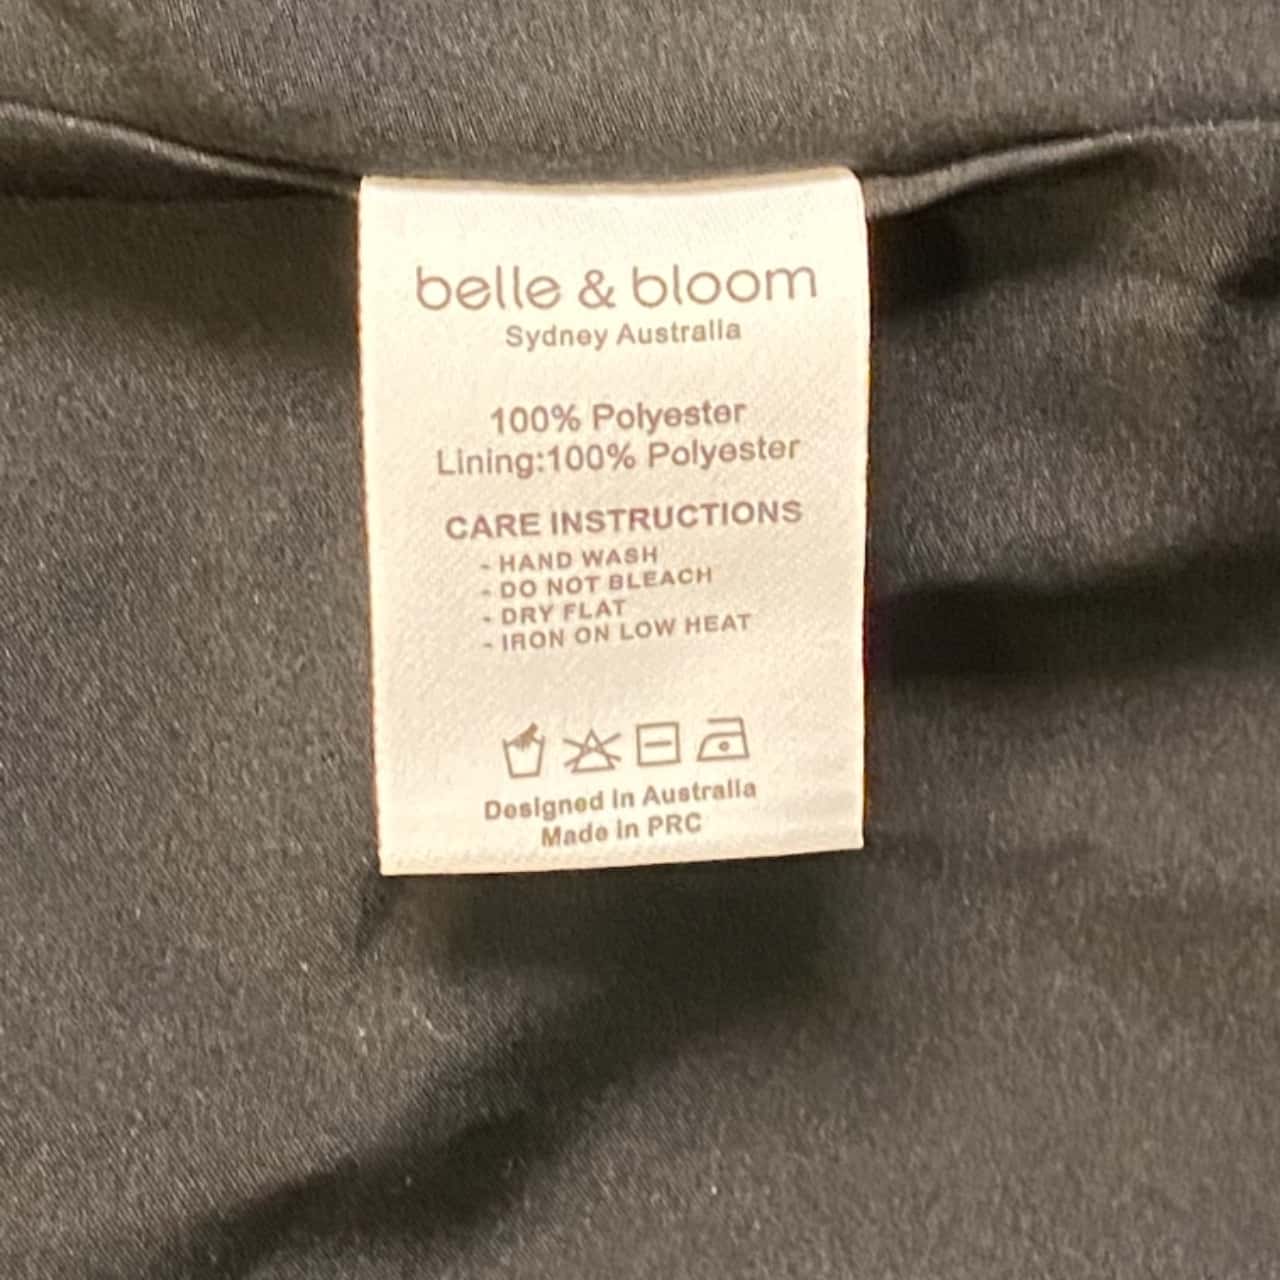 belle & bloom
Sydney Australia
100% Polyester
Lining:100% Polyester
CARE INSTRUCTIONS
- HAND WASH
- DO NOT BLEACH
- DRY FLAT
- IRON ON LOW HEAT
Designed in Australia
Made in PRC